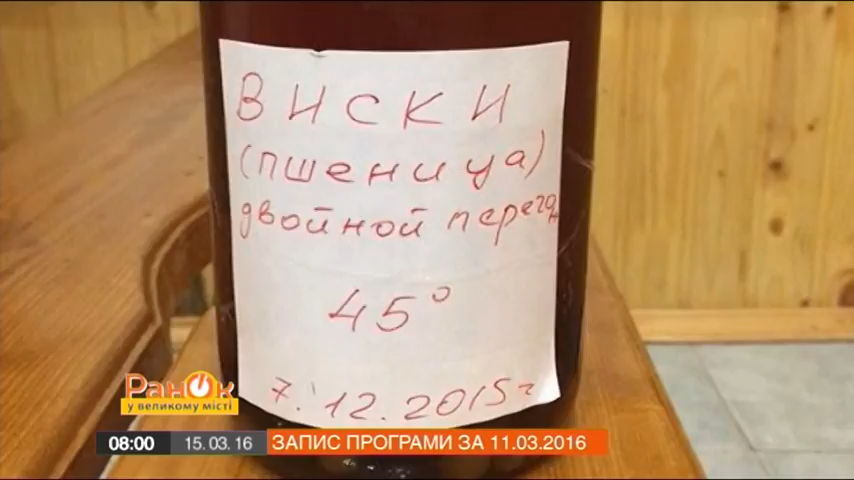 ВИСКИ
(пшеница)
двойной перегон
45°
7.12.2015г
Ранок
у великому місті
08:00 15.03.16 ЗАПИС ПРОГРАМИ ЗА 11.03.2016